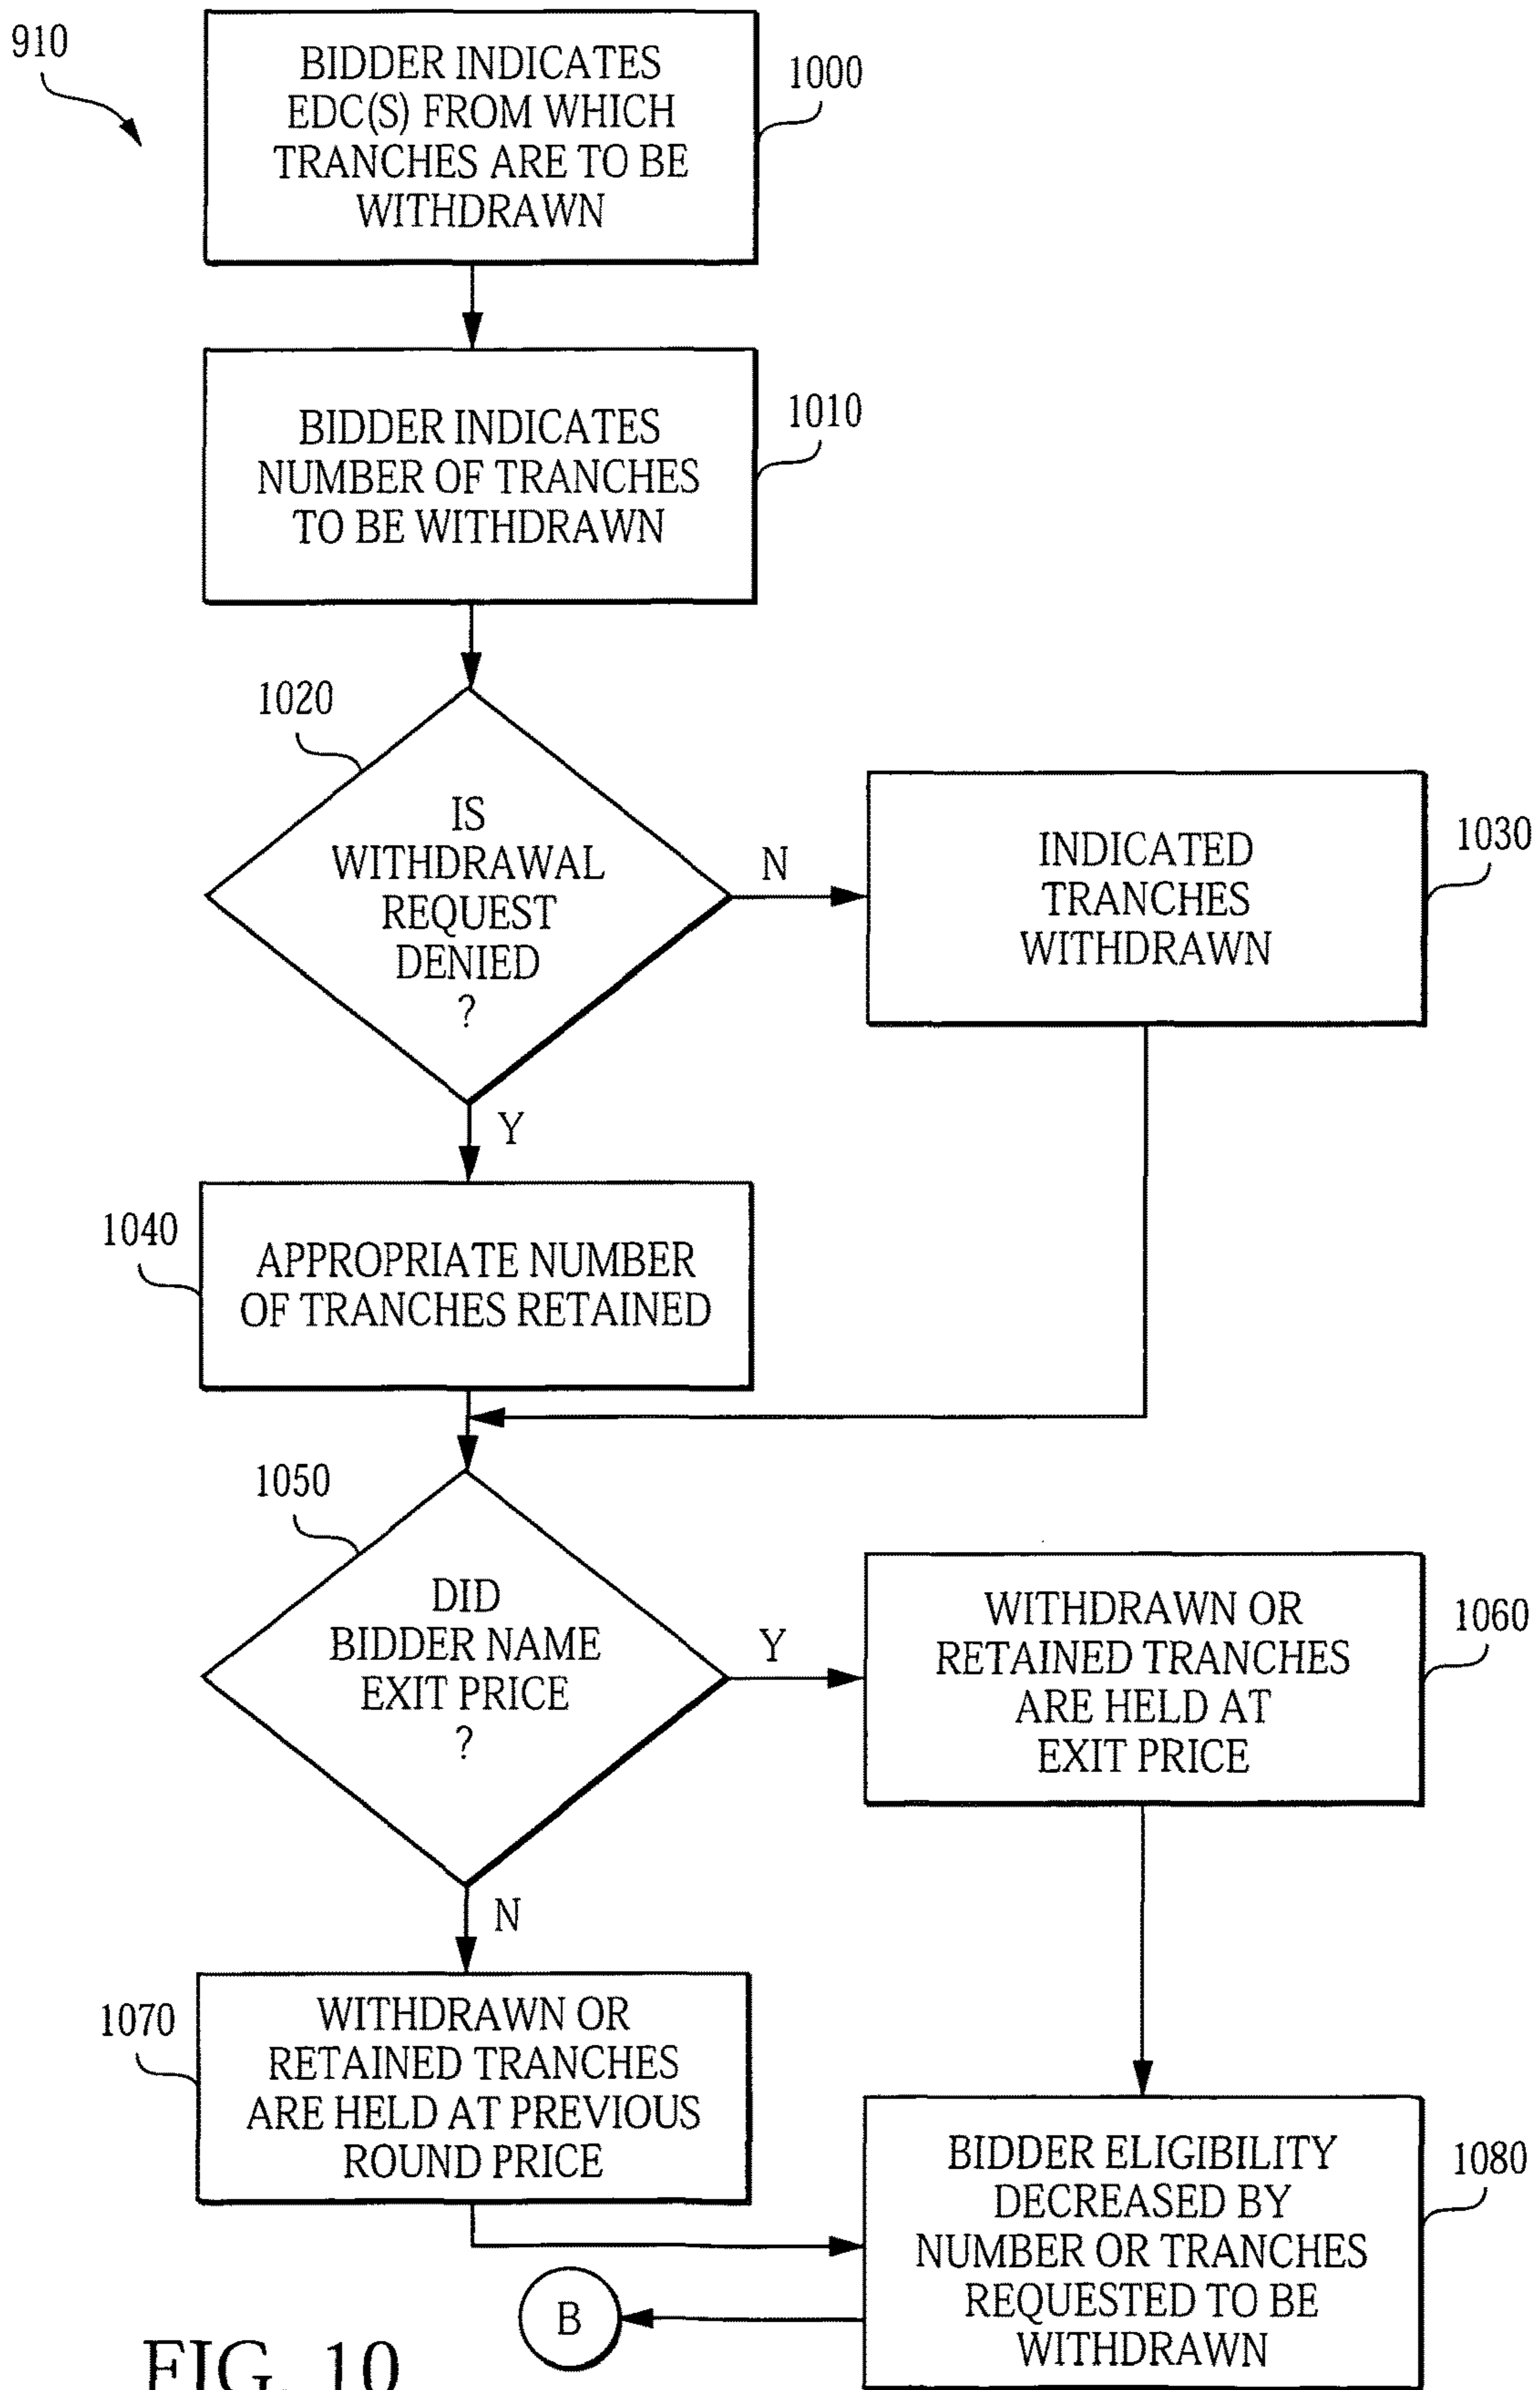 910
BIDDER INDICATES
EDC(S) FROM WHICH
TRANCHES ARE TO BE
WITHDRAWN
1000
BIDDER INDICATES
NUMBER OF TRANCHES
TO BE WITHDRAWN
1010
1020
IS
WITHDRAWAL
REQUEST
DENIED
?
N
INDICATED
TRANCHES
WITHDRAWN
1030
Y
1040
APPROPRIATE NUMBER
OF TRANCHES RETAINED
1050
DID
BIDDER NAME
EXIT PRICE
?
Y
WITHDRAWN OR
RETAINED TRANCHES
ARE HELD AT
EXIT PRICE
1060
N
1070
WITHDRAWN OR
RETAINED TRANCHES
ARE HELD AT PREVIOUS
ROUND PRICE
BIDDER ELIGIBILITY
DECREASED BY
NUMBER OR TRANCHES
REQUESTED TO BE
WITHDRAWN
1080
B
FIG. 10